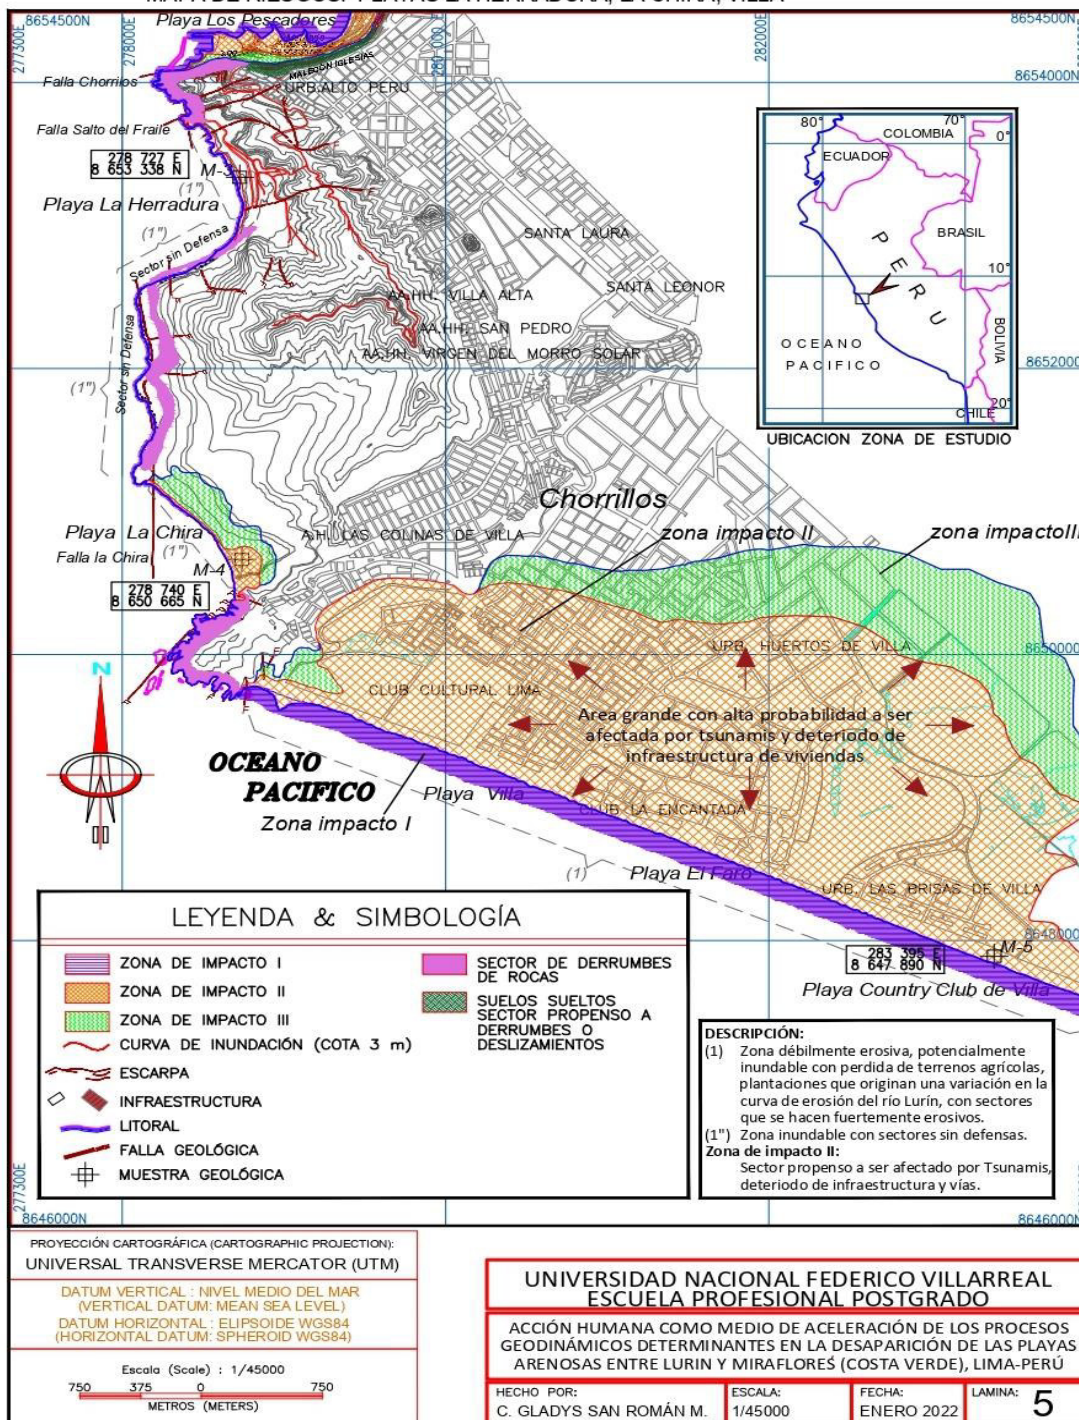 8654500N
Playa Los Pescadores
8654500N
277300E
278000 E
280 000 E
282000 E
MALECON IGLESIAS
8654000N
Falla Chorrillos
URB.ALTO PERU
Falla Salto del Fraile
278 727 E
8 653 338 N
M-3
(1")
Playa La Herradura
(1")
Sector sin Defensa
SANTA LAURA
SANTA LEONOR
AA.HH. VILLA ALTA
AA.HH. SAN PEDRO
AA.HH. VIRGEN DEL MORRO SOLAR
Sector sin Defensa
(1")
8652000N
80°
70°
0°
COLOMBIA
ECUADOR
BRASIL
PERU
10°
OCEANO
PACIFICO
BOLIVIA
20°
CHILE
UBICACION ZONA DE ESTUDIO
Chorrillos
Playa La Chira
A.H. LAS COLINAS DE VILLA
zona impacto II
zona impactoII
Falla la Chira
(1")
M-4
278 740 E
8 650 665 N
URB. HUERTOS DE VILLA
8650000N
N
CLUB CULTURAL LIMA
Area grande con alta probabilidad a ser
afectada por tsunamis y deteriodo de
infraestructura de viviendas
OCEANO
PACIFICO
Playa Villa
CLUB LA ENCANTADA
Zona impacto I
(1)
Playa El Faro
URB. LAS BRISAS DE VILLA
8648000N
283 395 E
8 647 890 N
M-5
Playa Country Club de Villa
LEYENDA & SIMBOLOGÍA
ZONA DE IMPACTO I
ZONA DE IMPACTO II
ZONA DE IMPACTO III
CURVA DE INUNDACIÓN (COTA 3 m)
ESCARPA
INFRAESTRUCTURA
LITORAL
FALLA GEOLÓGICA
MUESTRA GEOLÓGICA
SECTOR DE DERRUMBES
DE ROCAS
SUELOS SUELTOS
SECTOR PROPENSO A
DERRUMBES O
DESLIZAMIENTOS
DESCRIPCIÓN:
(1) Zona débilmente erosiva, potencialmente
inundable con perdida de terrenos agrícolas,
plantaciones que originan una variación en la
curva de erosión del río Lurín, con sectores
que se hacen fuertemente erosivos.
(1") Zona inundable con sectores sin defensas.
Zona de impacto II:
Sector propenso a ser afectado por Tsunamis,
deteriodo de infraestructura y vías.
277300E
8646000N
8646000N
PROYECCIÓN CARTOGRÁFICA (CARTOGRAPHIC PROJECTION):
UNIVERSAL TRANSVERSE MERCATOR (UTM)
DATUM VERTICAL : NIVEL MEDIO DEL MAR
(VERTICAL DATUM: MEAN SEA LEVEL)
DATUM HORIZONTAL : ELIPSOIDE WGS84
(HORIZONTAL DATUM: SPHEROID WGS84)
Escala (Scale) : 1/45000
750 375 0 750
METROS (METERS)
UNIVERSIDAD NACIONAL FEDERICO VILLARREAL
ESCUELA PROFESIONAL POSTGRADO
ACCIÓN HUMANA COMO MEDIO DE ACELERACIÓN DE LOS PROCESOS
GEODINÁMICOS DETERMINANTES EN LA DESAPARICIÓN DE LAS PLAYAS
ARENOSAS ENTRE LURIN Y MIRAFLORES (COSTA VERDE), LIMA-PERÚ
HECHO POR:
C. GLADYS SAN ROMÁN M.
ESCALA:
1/45000
FECHA:
ENERO 2022
LAMINA: 5